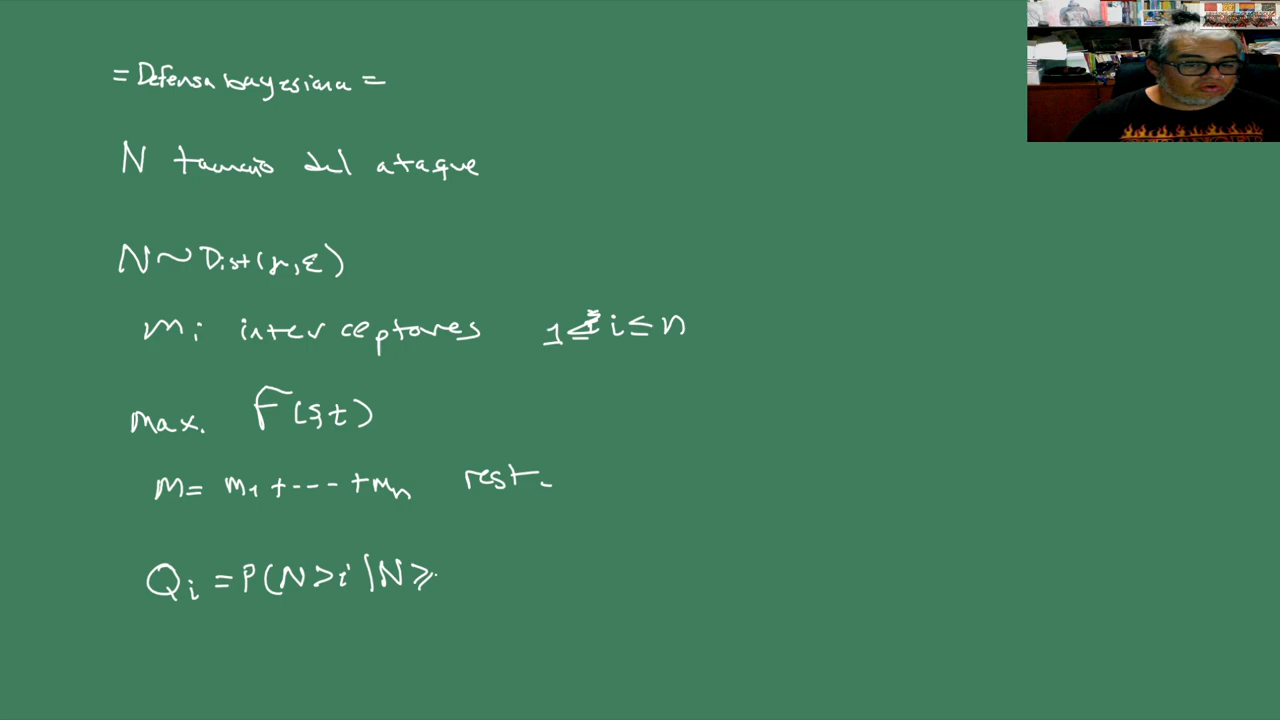 = Defensa bayesiana =
N tamaño del ataque
N ~ Dist(γ, ε)
mi interceptores 1 ≤ i ≤ n
max. F(ξ, t)
m = m1 + --- + mn rest.
Qi = P(N > i | N ≥